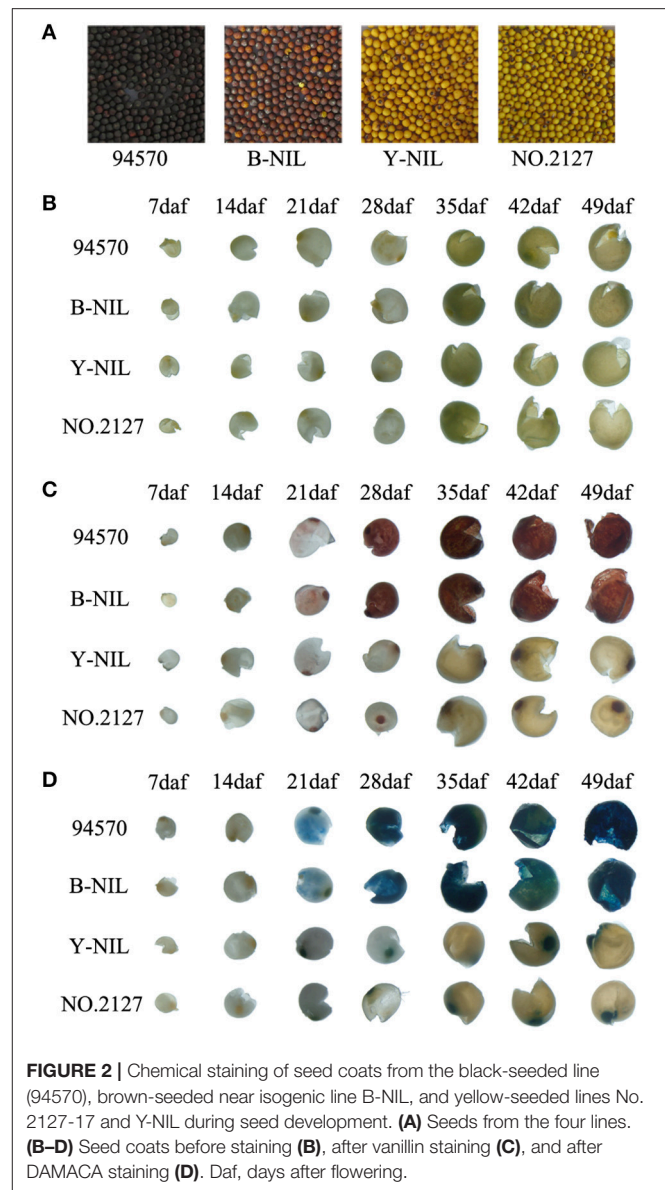 A
94570 B-NIL Y-NIL NO.2127
B
7daf 14daf 21daf 28daf 35daf 42daf 49daf
94570
B-NIL
Y-NIL
NO.2127
C
7daf 14daf 21daf 28daf 35daf 42daf 49daf
94570
B-NIL
Y-NIL
NO.2127
D
7daf 14daf 21daf 28daf 35daf 42daf 49daf
94570
B-NIL
Y-NIL
NO.2127
FIGURE 2 | Chemical staining of seed coats from the black-seeded line
(94570), brown-seeded near isogenic line B-NIL, and yellow-seeded lines No.
2127-17 and Y-NIL during seed development. (A) Seeds from the four lines.
(B–D) Seed coats before staining (B), after vanillin staining (C), and after
DAMACA staining (D). Daf, days after flowering.